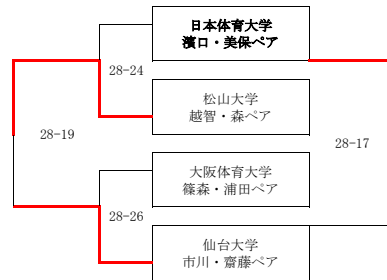 日本体育大学
濱口・美保ペア
28-24
松山大学
越智・森ペア
28-19
28-17
大阪体育大学
篠森・浦田ペア
28-26
仙台大学
市川・齋藤ペア